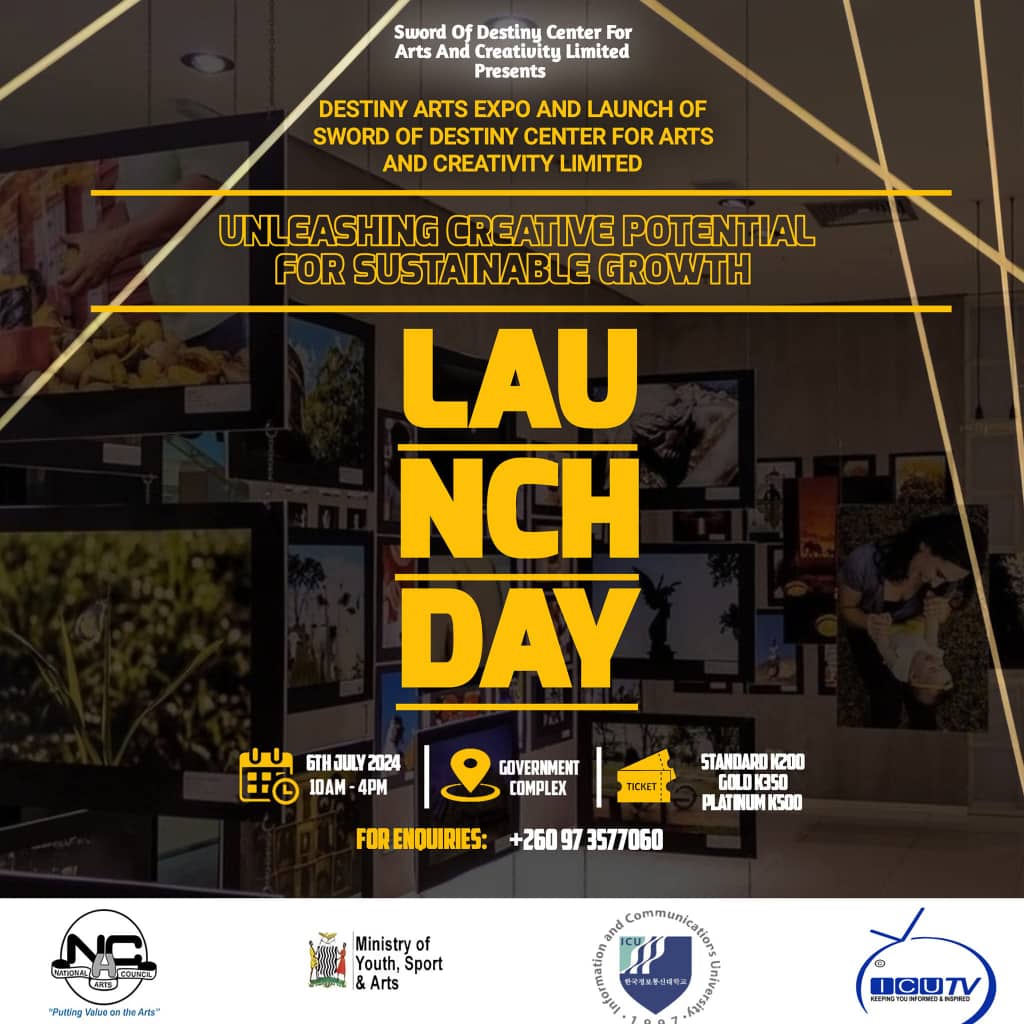 Sword Of Destiny Center For
Arts And Creativity Limited
Presents
DESTINY ARTS EXPO AND LAUNCH OF
SWORD OF DESTINY CENTER FOR ARTS
AND CREATIVITY LIMITED
UNLEASHING CREATIVE POTENTIAL
FOR SUSTAINABLE GROWTH
LAU
NCH
DAY
6TH JULY 2024
10AM - 4PM
GOVERNMENT
COMPLEX
TICKET
STANDARD K200
GOLD K350
PLATINUM K500
FOR ENQUIRIES: +260 97 3577060
NAC
NATIONAL COUNCIL
ARTS
"Putting Value on the Arts"
Ministry of
Youth, Sport
& Arts
Information and Communications University
ICU
한국정보통신대학교
· 1997 ·
©
ICUTV
KEEPING YOU INFORMED & INSPIRED